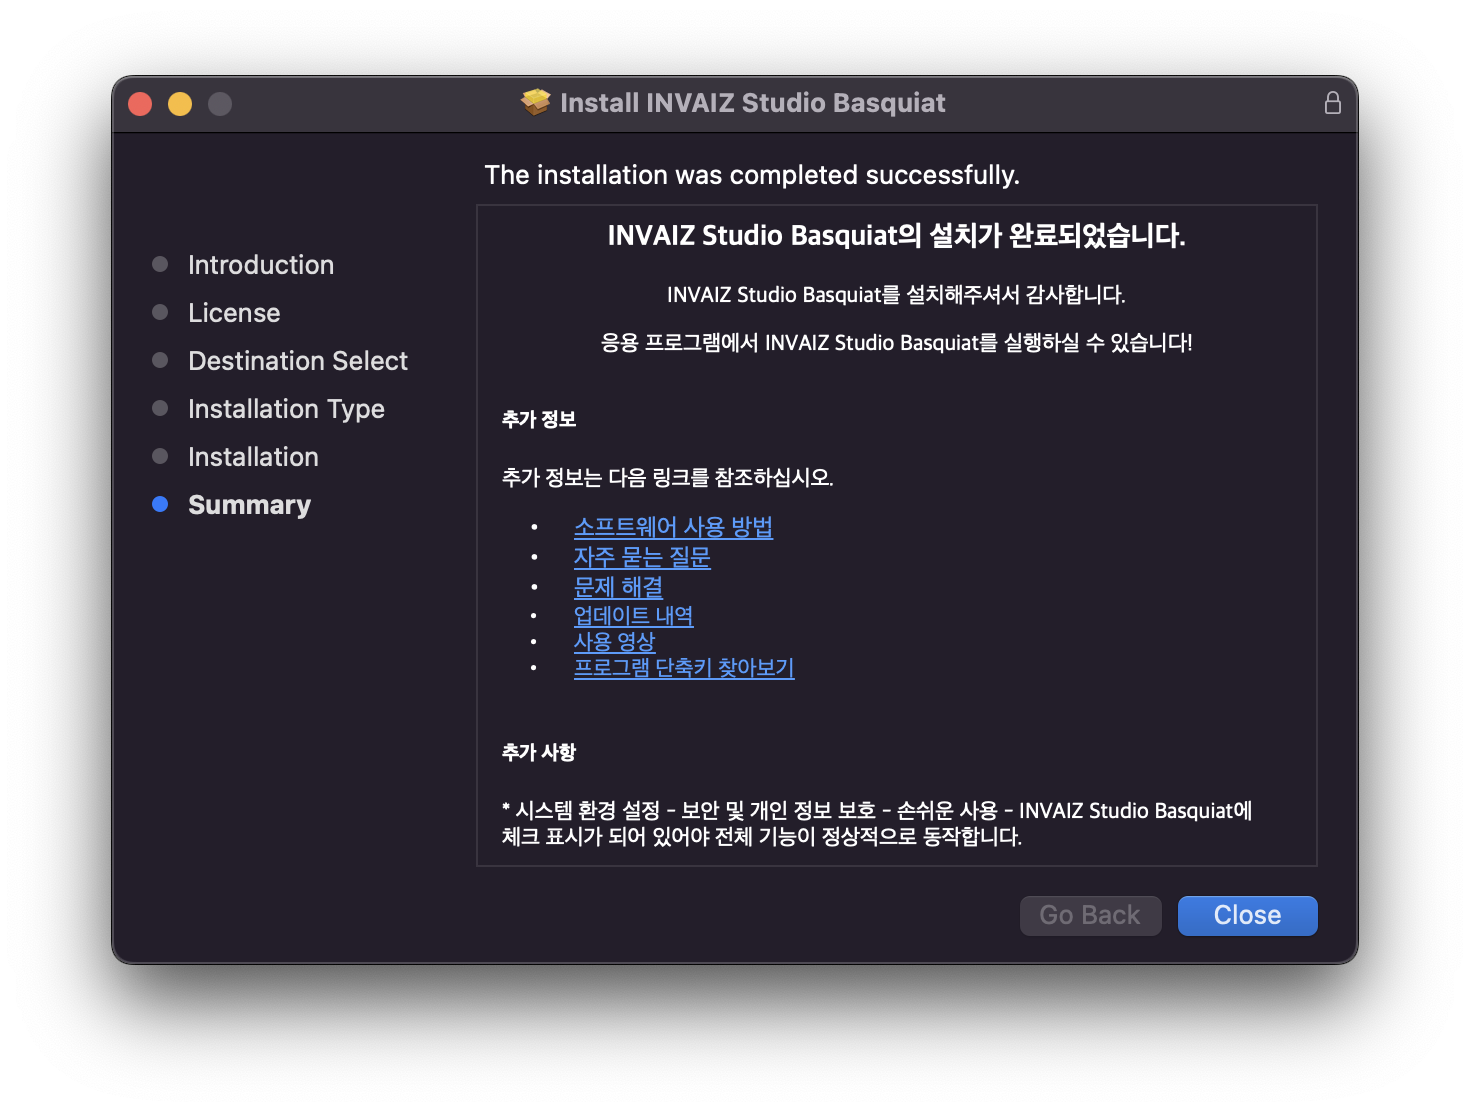 Install INVAIZ Studio Basquiat
The installation was completed successfully.
Introduction
License
Destination Select
Installation Type
Installation
Summary
INVAIZ Studio Basquiat의 설치가 완료되었습니다.
INVAIZ Studio Basquiat를 설치해주셔서 감사합니다.
응용 프로그램에서 INVAIZ Studio Basquiat를 실행하실 수 있습니다!
추가 정보
추가 정보는 다음 링크를 참조하십시오.
• 소프트웨어 사용 방법
• 자주 묻는 질문
• 문제 해결
• 업데이트 내역
• 사용 영상
• 프로그램 단축키 찾아보기
추가 사항
* 시스템 환경 설정 - 보안 및 개인 정보 보호 - 손쉬운 사용 - INVAIZ Studio Basquiat에
체크 표시가 되어 있어야 전체 기능이 정상적으로 동작합니다.
Go Back
Close